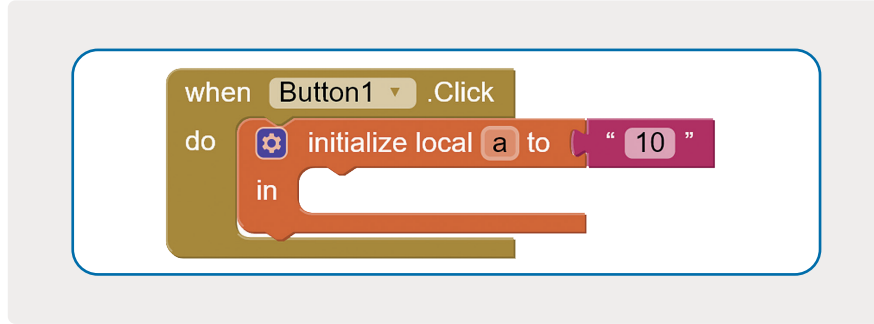 when Button1 .Click
do initialize local a to “ 10 ”
in